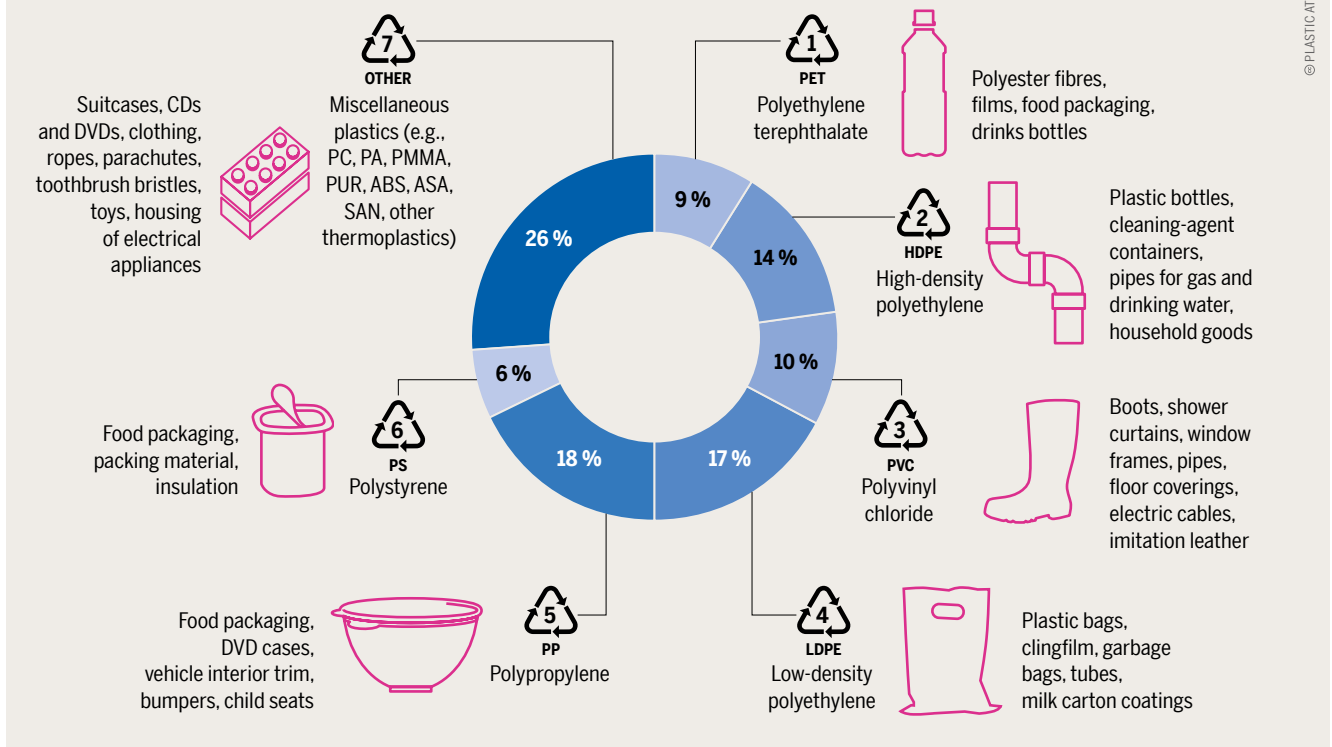 © PLASTIC AT
7
OTHER
Miscellaneous
plastics (e.g.,
PC, PA, PMMA,
PUR, ABS, ASA,
SAN, other
thermoplastics)
Suitcases, CDs
and DVDs, clothing,
ropes, parachutes,
toothbrush bristles,
toys, housing
of electrical
appliances
26 %
1
PET
Polyethylene
terephthalate
Polyester fibres,
films, food packaging,
drinks bottles
9 %
2
HDPE
High-density
polyethylene
Plastic bottles,
cleaning-agent
containers,
pipes for gas and
drinking water,
household goods
14 %
3
PVC
Polyvinyl
chloride
Boots, shower
curtains, window
frames, pipes,
floor coverings,
electric cables,
imitation leather
10 %
4
LDPE
Low-density
polyethylene
Plastic bags,
clingfilm, garbage
bags, tubes,
milk carton coatings
17 %
5
PP
Polypropylene
Food packaging,
DVD cases,
vehicle interior trim,
bumpers, child seats
18 %
6
PS
Polystyrene
Food packaging,
packing material,
insulation
6 %